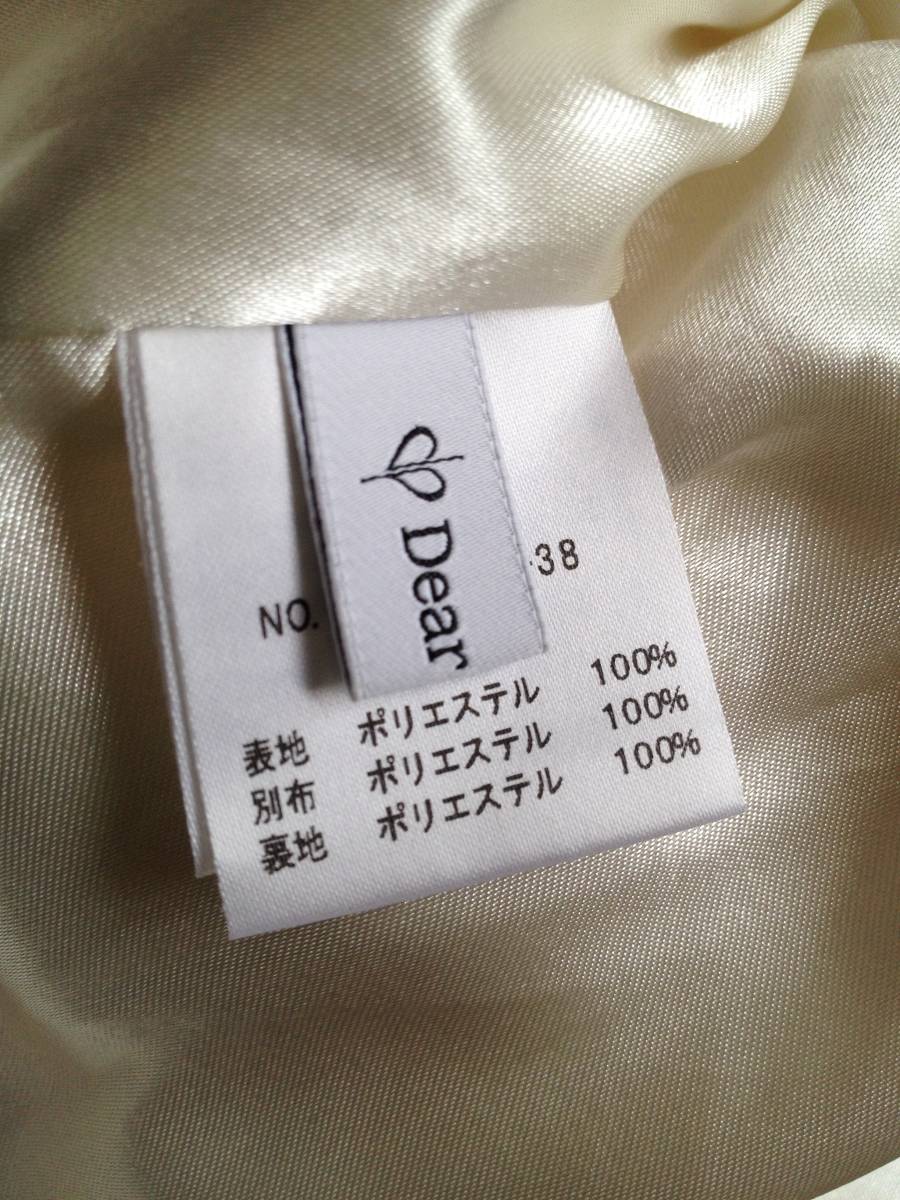 Dear
NO. -38
表地 ポリエステル 100%
別布 ポリエステル 100%
裏地 ポリエステル 100%